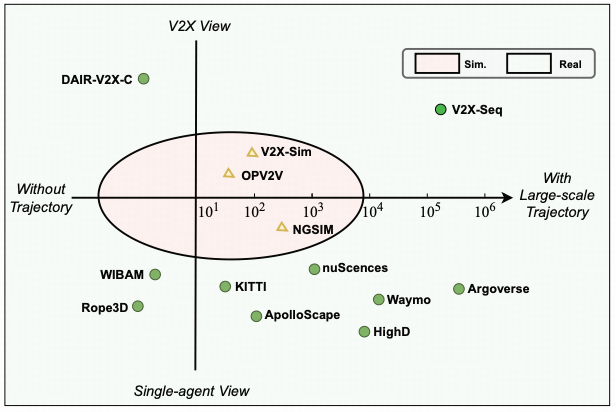 V2X View
DAIR-V2X-C
Sim.
Real
V2X-Seq
V2X-Sim
OPV2V
Without
Trajectory
With
Large-scale
Trajectory
10^1
10^2
10^3
10^4
10^5
10^6
NGSIM
WIBAM
nuScences
KITTI
Argoverse
Rope3D
Waymo
ApolloScape
HighD
Single-agent View